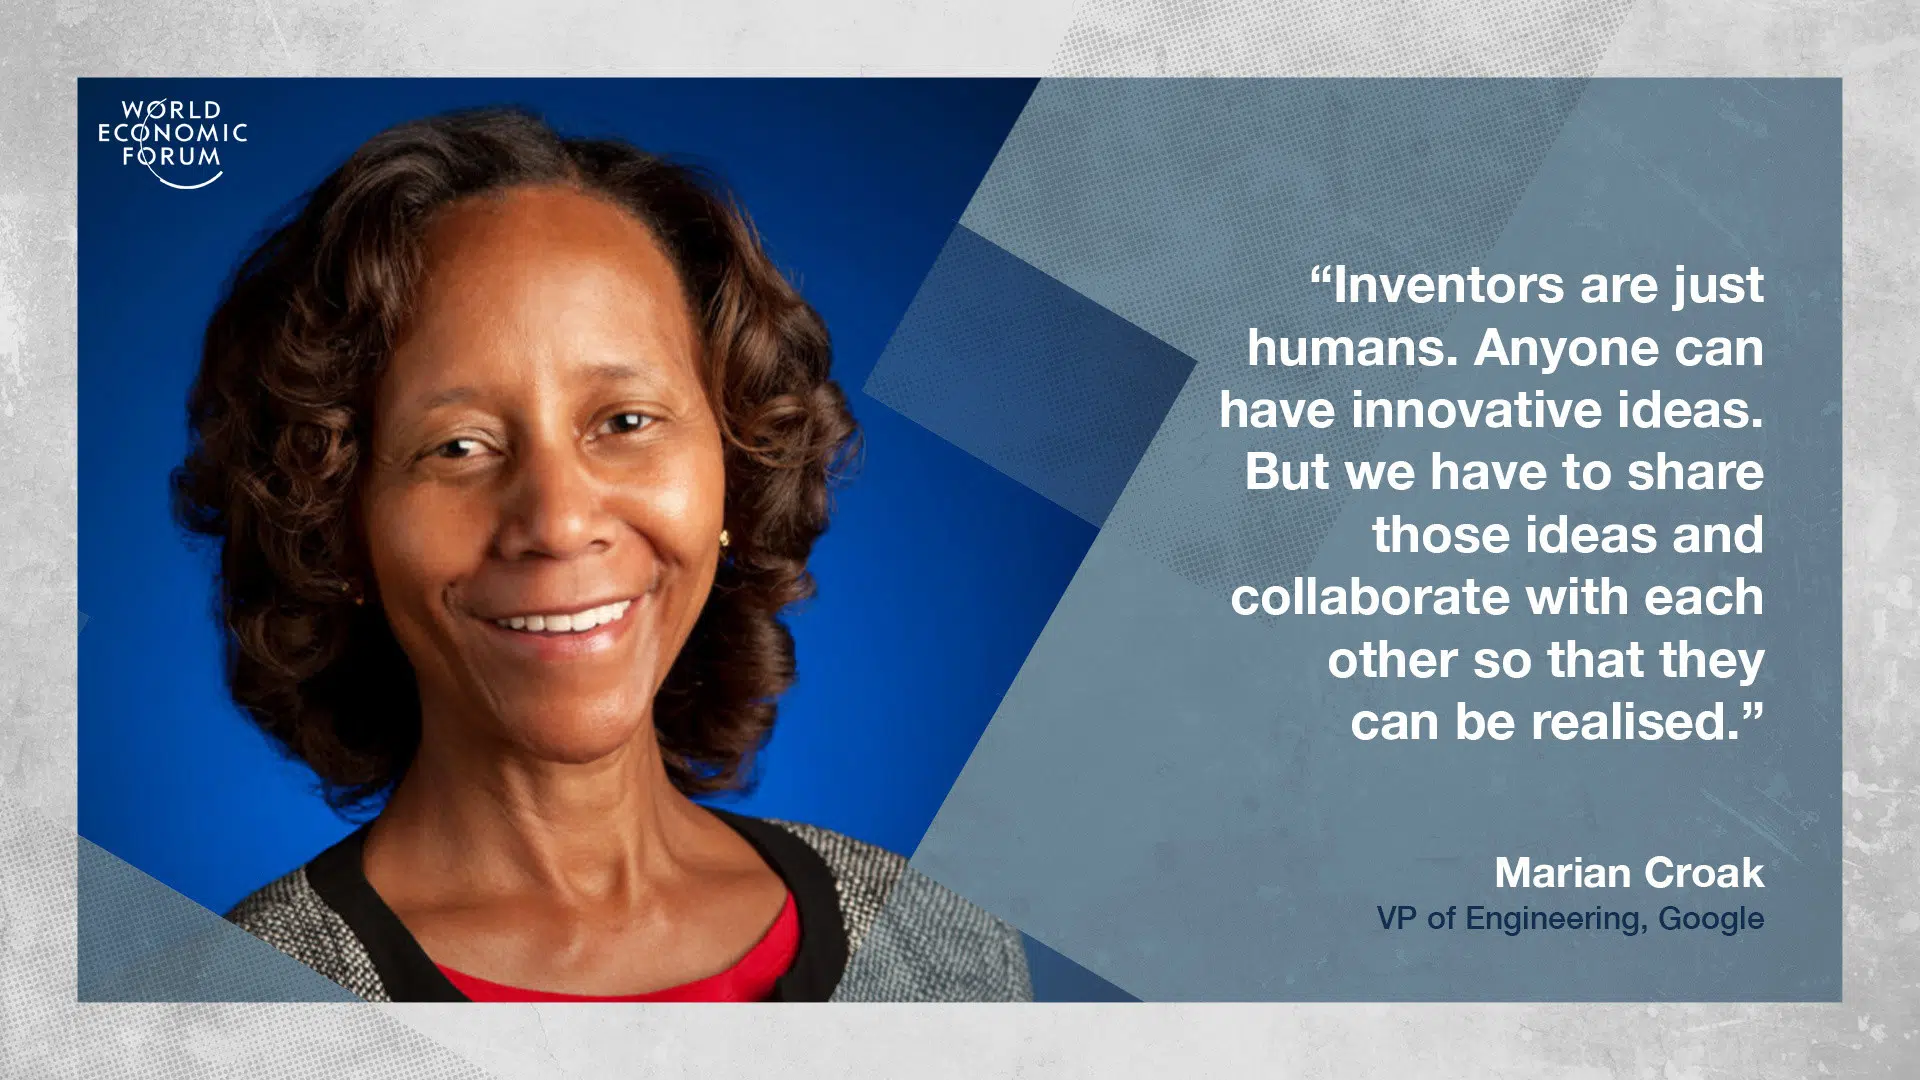 WORLD
ECONOMIC
FORUM
“Inventors are just
humans. Anyone can
have innovative ideas.
But we have to share
those ideas and
collaborate with each
other so that they
can be realised.”
Marian Croak
VP of Engineering, Google